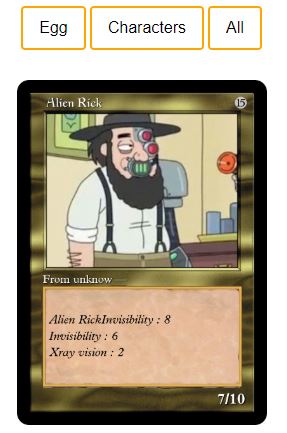 Egg Characters All
Alien Rick 15
From unknow
Alien RickInvisibility : 8
Invisibility : 6
Xray vision : 2
7/10